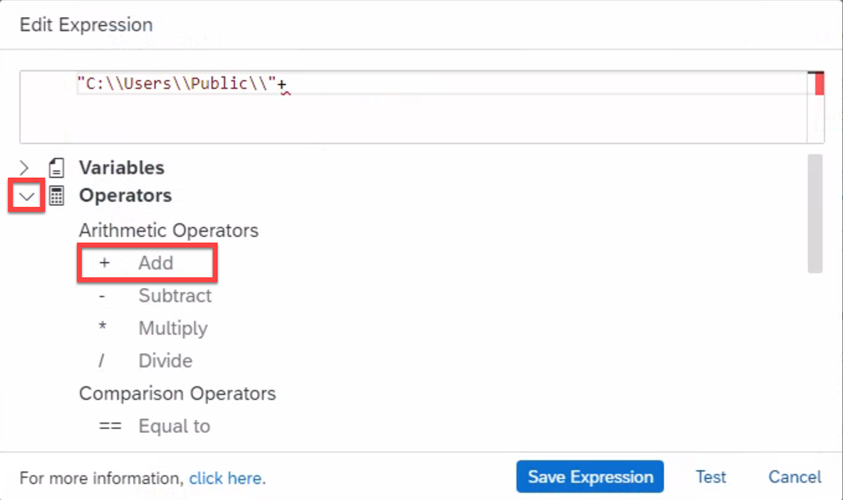 Edit Expression
"C:\\Users\\Public\\"+
Variables
Operators
Arithmetic Operators
+ Add
- Subtract
* Multiply
/ Divide
Comparison Operators
== Equal to
For more information, click here. Save Expression Test Cancel